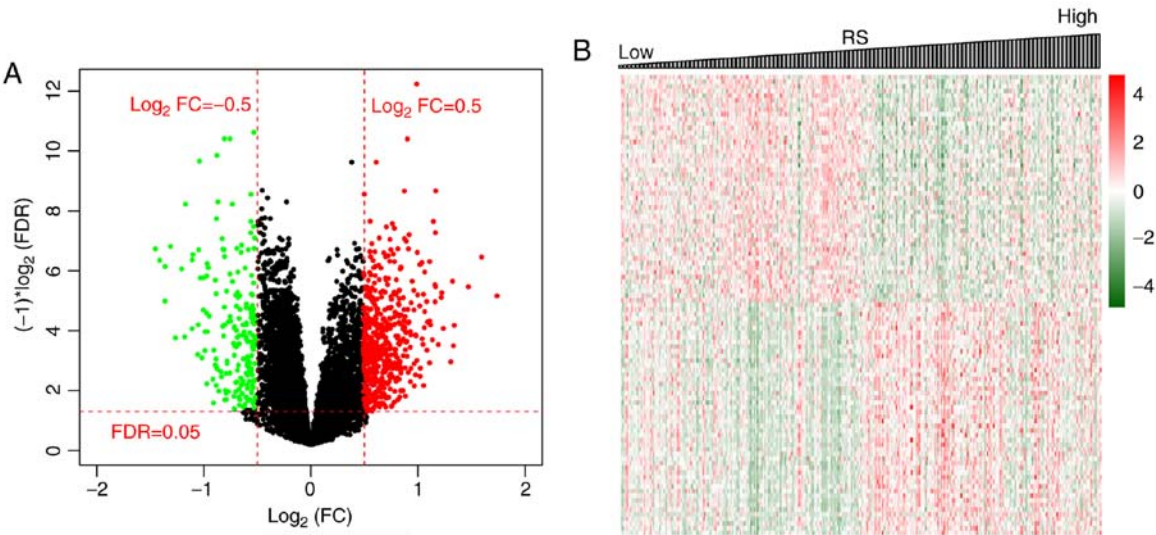 A
Log₂ FC=−0.5
Log₂ FC=0.5
FDR=0.05
(−1)*log₂ (FDR)
12
10
8
6
4
2
0
−2
−1
0
1
2
Log₂ (FC)
B
Low
RS
High
4
2
0
−2
−4